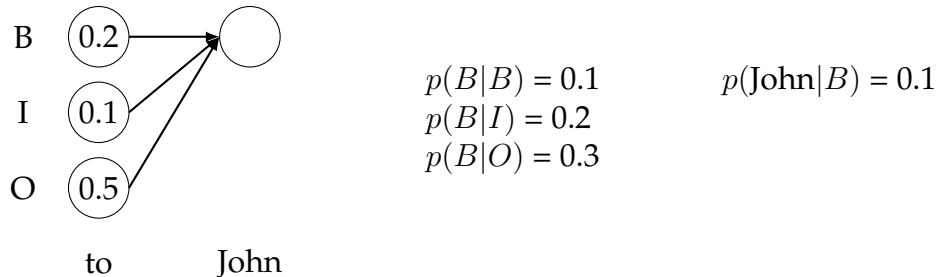 B 0.2
I 0.1
O 0.5
to John
p(B|B) = 0.1
p(B|I) = 0.2
p(B|O) = 0.3
p(John|B) = 0.1